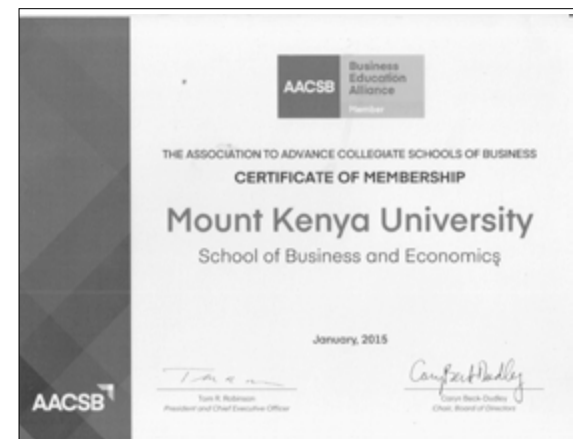 AACSB
Business
Education
Alliance
Member
THE ASSOCIATION TO ADVANCE COLLEGIATE SCHOOLS OF BUSINESS
CERTIFICATE OF MEMBERSHIP
Mount Kenya University
School of Business and Economics
January, 2015
Tom R. Robinson
President and Chief Executive Officer
Caryn Beck-Dudley
Chair, Board of Directors
AACSB